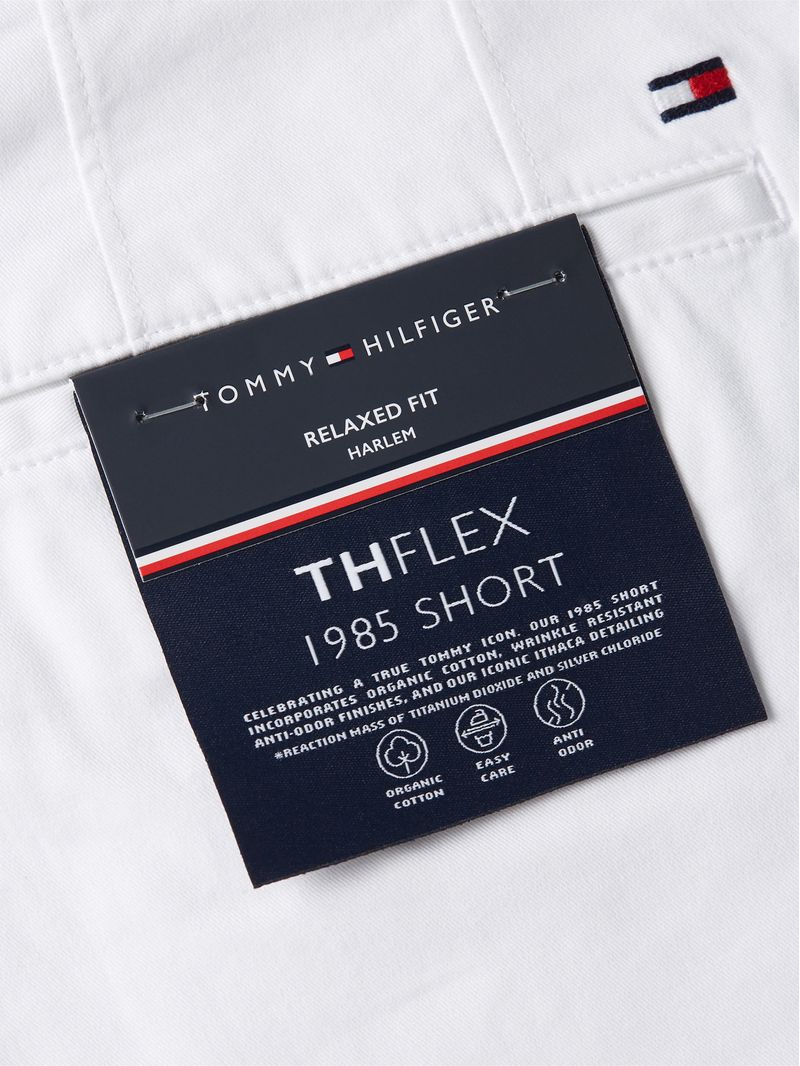 TOMMY HILFIGER
RELAXED FIT
HARLEM
THFLEX
1985 SHORT
CELEBRATING A TRUE TOMMY ICON. OUR 1985 SHORT
INCORPORATES ORGANIC COTTON, WRINKLE RESISTANT
ANTI-ODOR FINISHES, AND OUR ICONIC ITHACA DETAILING
*REACTION MASS OF TITANIUM DIOXIDE AND SILVER CHLORIDE
ORGANIC
COTTON
EASY
CARE
ANTI
ODOR